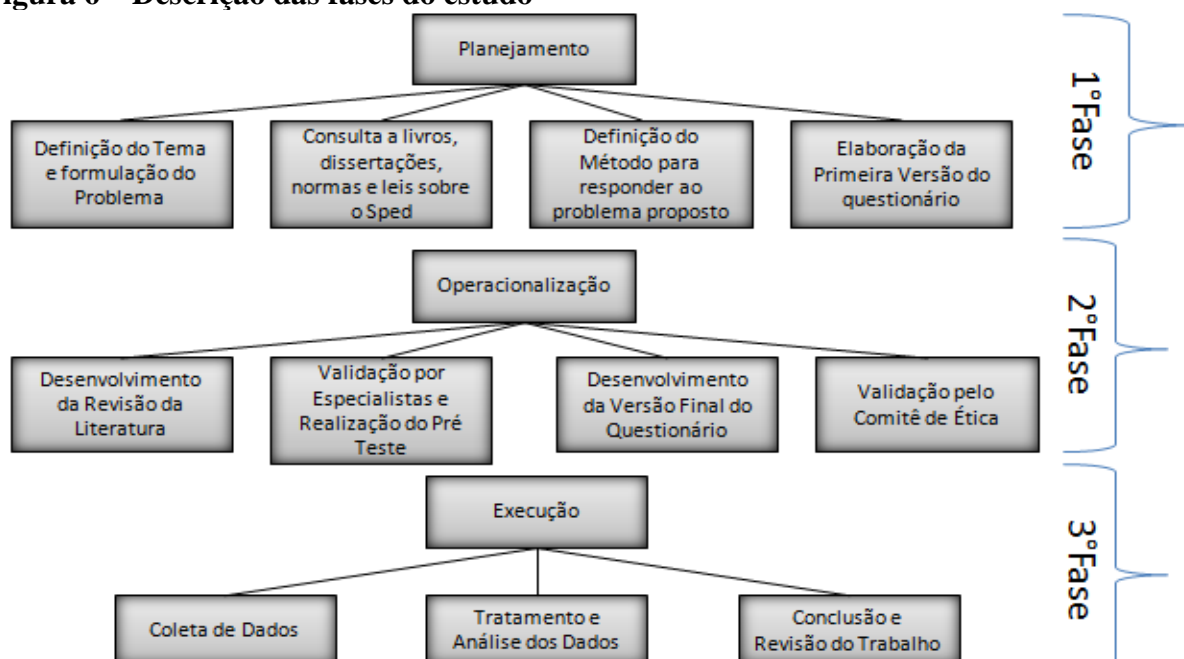 Figura 6 – Descrição das fases do estudo
Planejamento
1°Fase
Definição do Tema
e formulação do
Problema
Consulta a livros,
dissertações,
normas e leis sobre
o Sped
Definição do
Método para
responder ao
problema proposto
Elaboração da
Primeira Versão do
questionário
Operacionalização
2°Fase
Desenvolvimento
da Revisão da
Literatura
Validação por
Especialistas e
Realização do Pré
Teste
Desenvolvimento
da Versão Final do
Questionário
Validação pelo
Comitê de Ética
Execução
3°Fase
Coleta de Dados
Tratamento e
Análise dos Dados
Conclusão e
Revisão do Trabalho